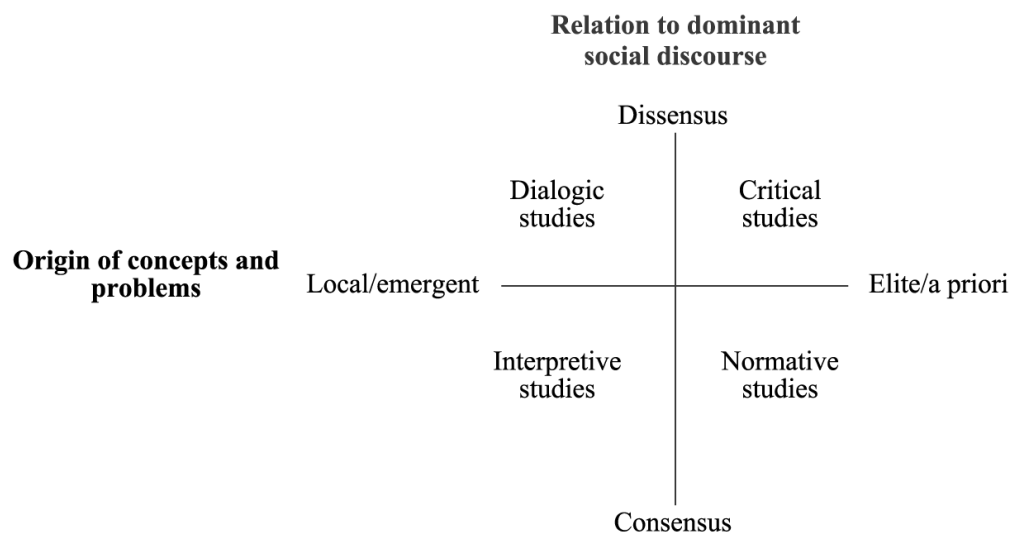 Relation to dominant
social discourse
Dissensus
Dialogic
studies
Critical
studies
Origin of concepts and
problems
Local/emergent
Elite/a priori
Interpretive
studies
Normative
studies
Consensus